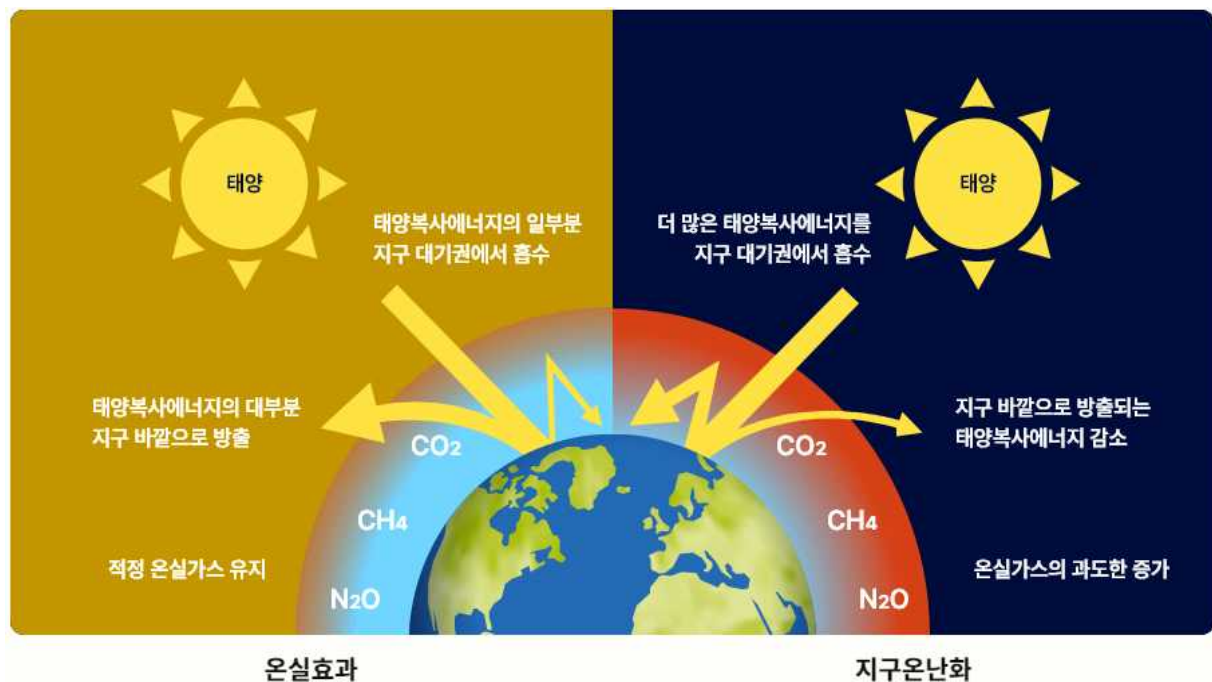 태양
태양복사에너지의 일부분
지구 대기권에서 흡수
태양복사에너지의 대부분
지구 바깥으로 방출
CO₂
CH₄
N₂O
적정 온실가스 유지
온실효과
태양
더 많은 태양복사에너지를
지구 대기권에서 흡수
지구 바깥으로 방출되는
태양복사에너지 감소
CO₂
CH₄
N₂O
온실가스의 과도한 증가
지구온난화